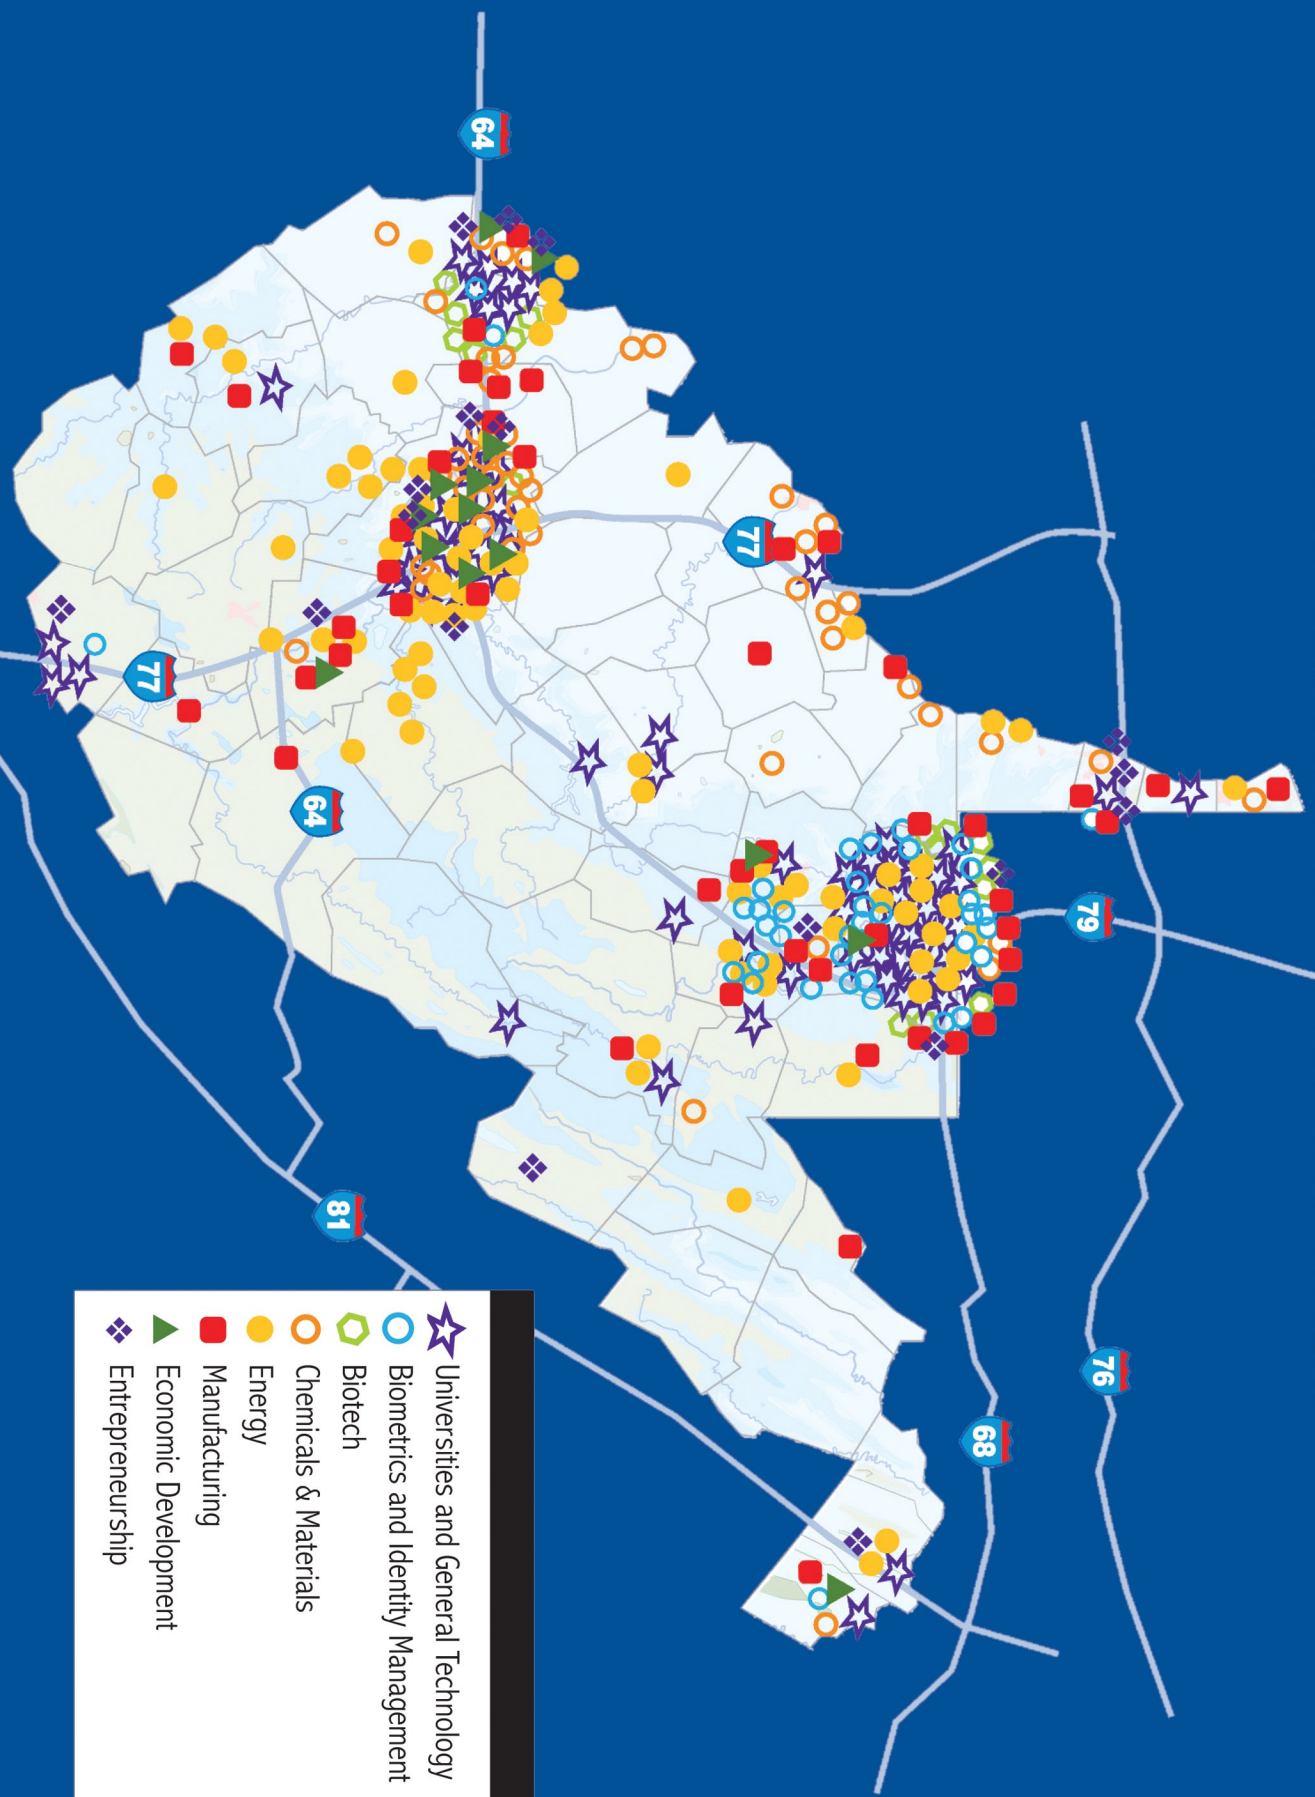 64
77
79
76
68
64
77
81
Universities and General Technology
Biometrics and Identity Management
Biotech
Chemicals & Materials
Energy
Manufacturing
Economic Development
Entrepreneurship